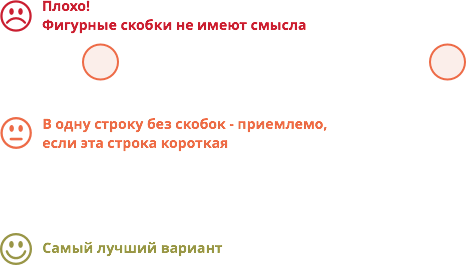 Плохо!
Фигурные скобки не имеют смысла
В одну строку без скобок - приемлемо,
если эта строка короткая
Самый лучший вариант